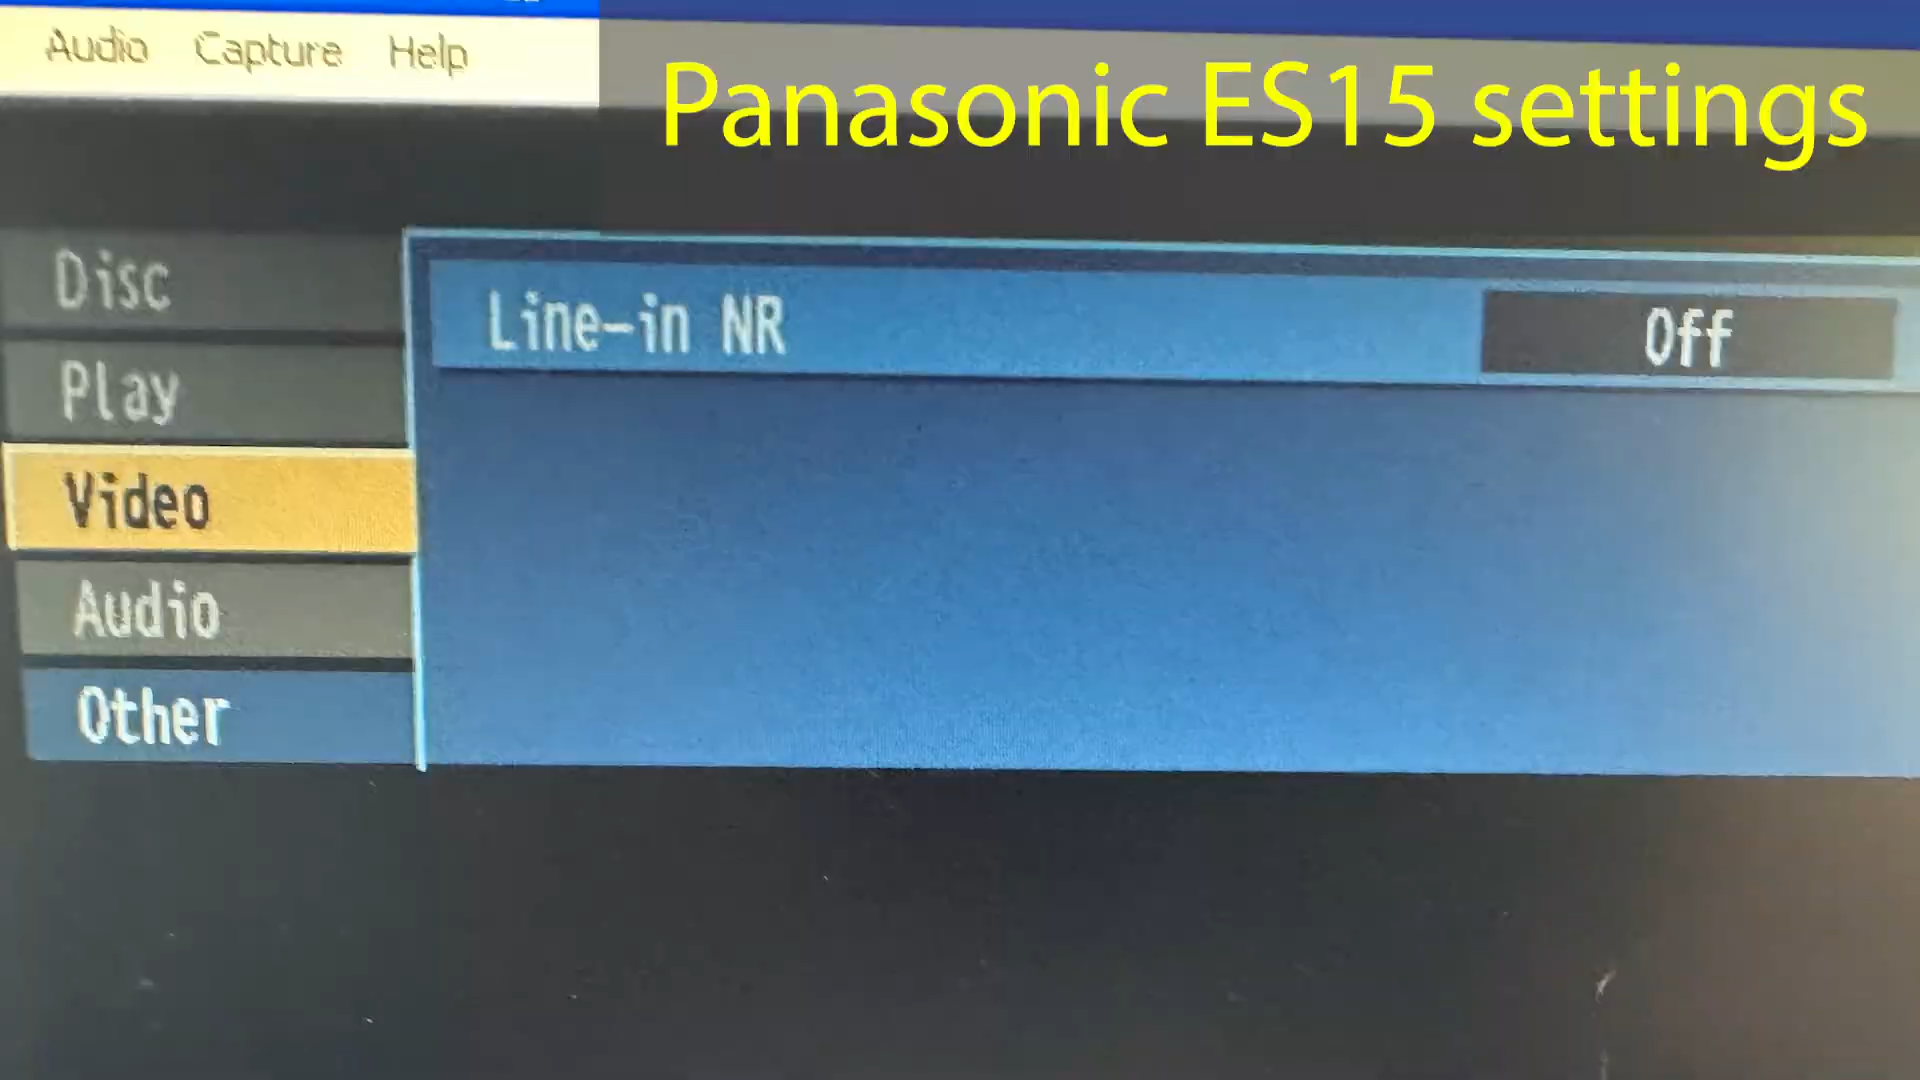 Audio Capture Help
Panasonic ES15 settings
Disc
Line-in NR Off
Play
Video
Audio
Other